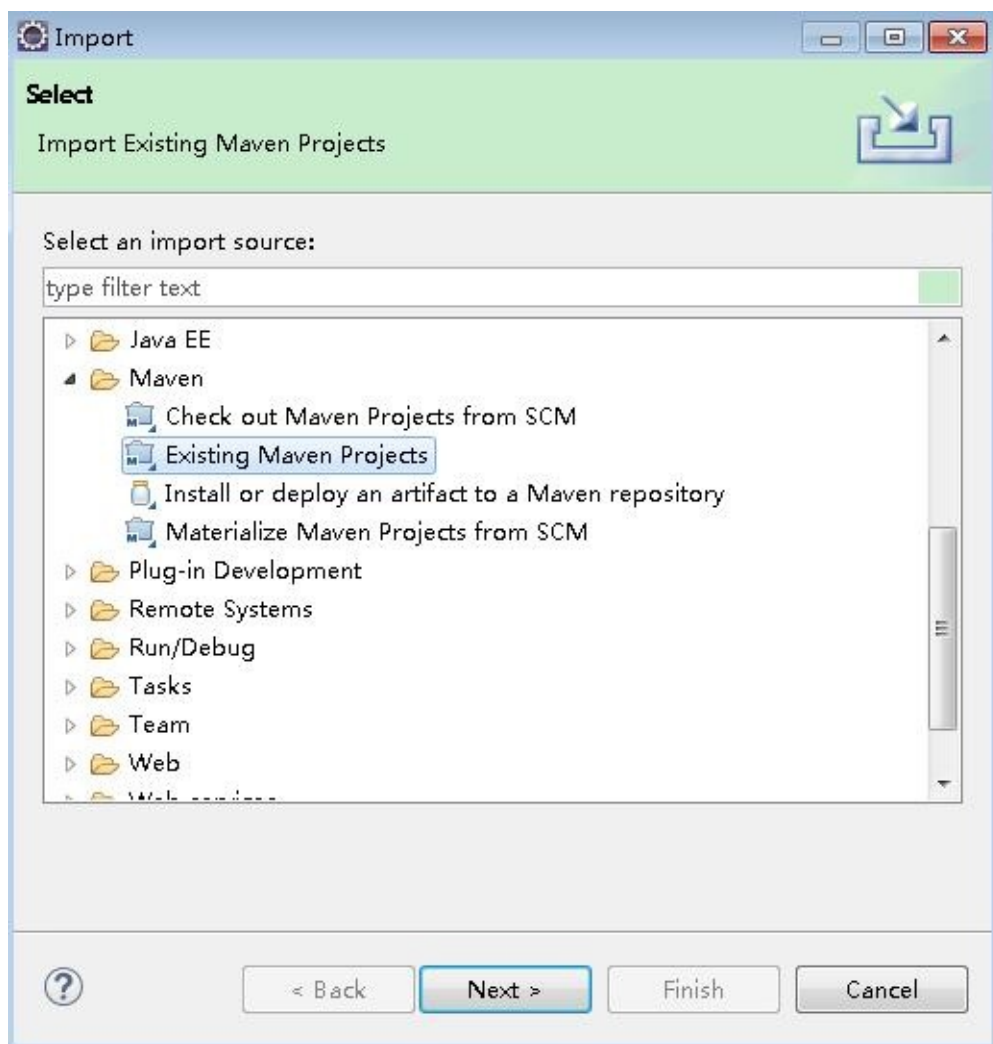 Import
Select
Import Existing Maven Projects
Select an import source:
type filter text
Java EE
Maven
Check out Maven Projects from SCM
Existing Maven Projects
Install or deploy an artifact to a Maven repository
Materialize Maven Projects from SCM
Plug-in Development
Remote Systems
Run/Debug
Tasks
Team
Web
Web services
< Back Next > Finish Cancel